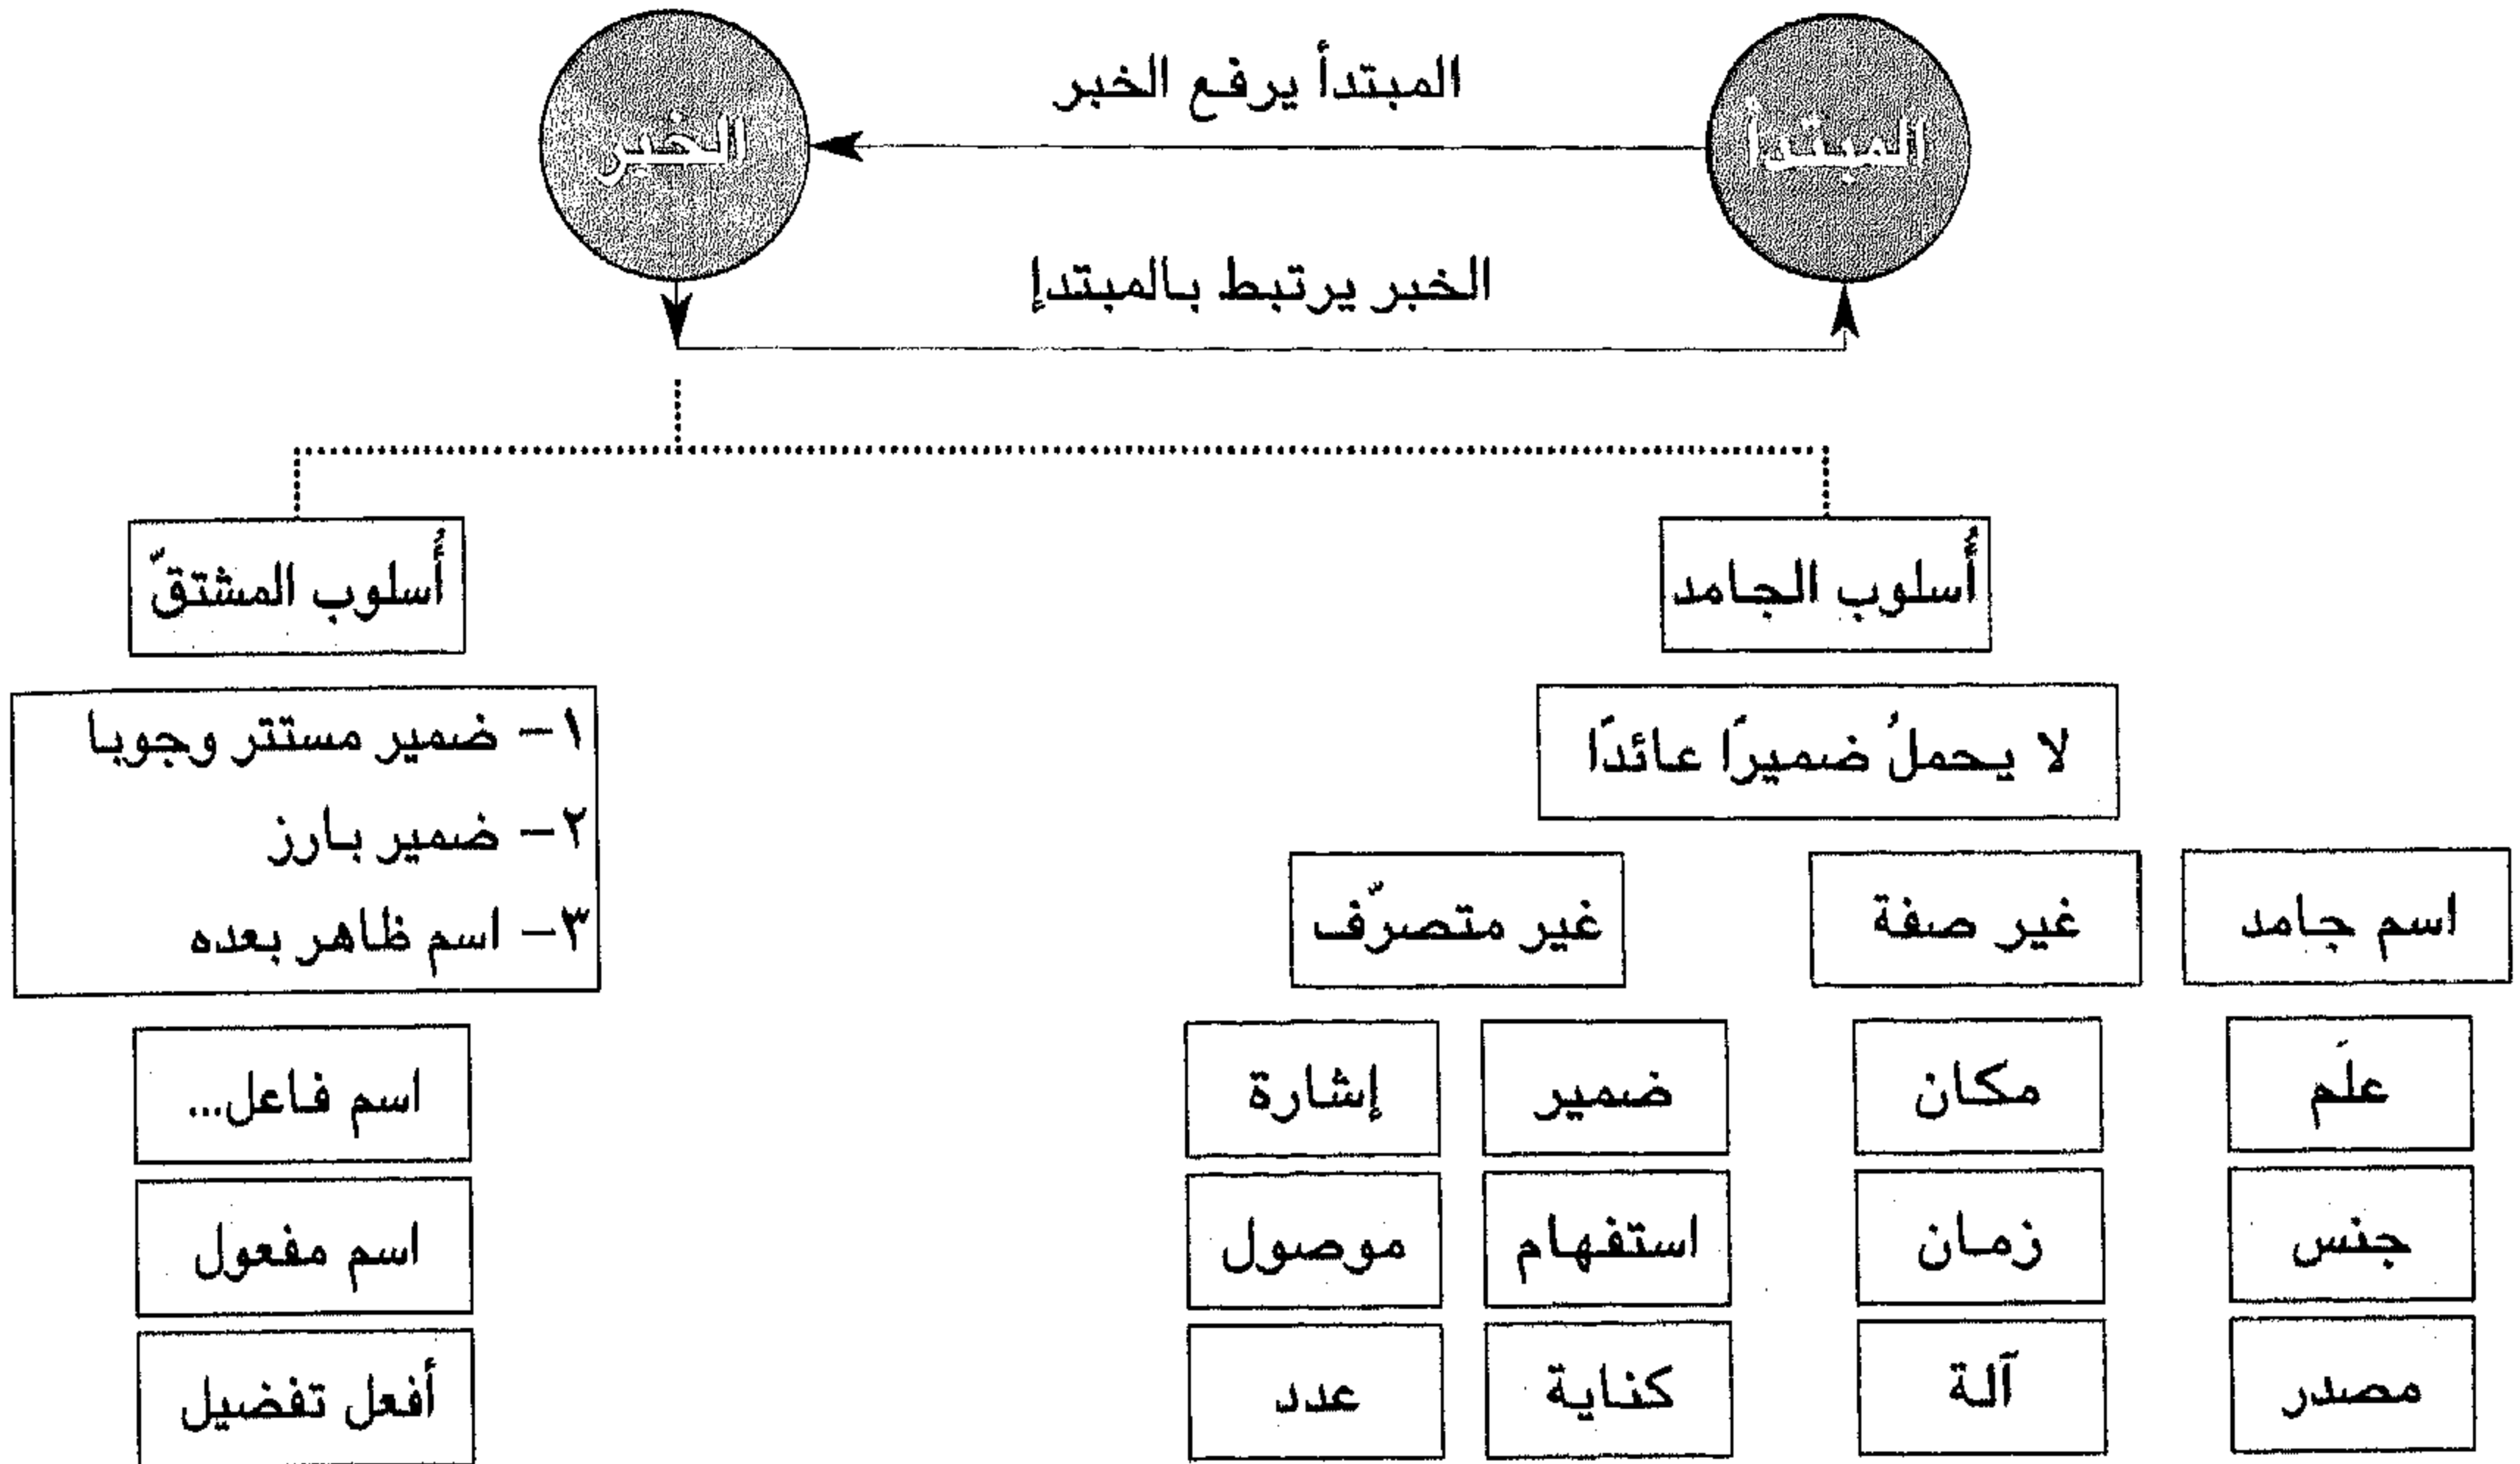 المبتدأ
المبتدأ يرفع الخبر
الخبر
الخبر يرتبط بالمبتدإ
أُسلوب الجامد
أُسلوب المشتقّ
لا يحملُ ضميرًا عائدًا
اسم جامد
غير صفة
غير متصرّف
علَم
مكان
ضمير
إشارة
جنس
زمان
استفهام
موصول
مصدر
آلة
كناية
عدد
١- ضمير مستتر وجوبا
٢- ضمير بارز
٣- اسم ظاهر بعده
اسم فاعل...
اسم مفعول
أفعل تفضيل